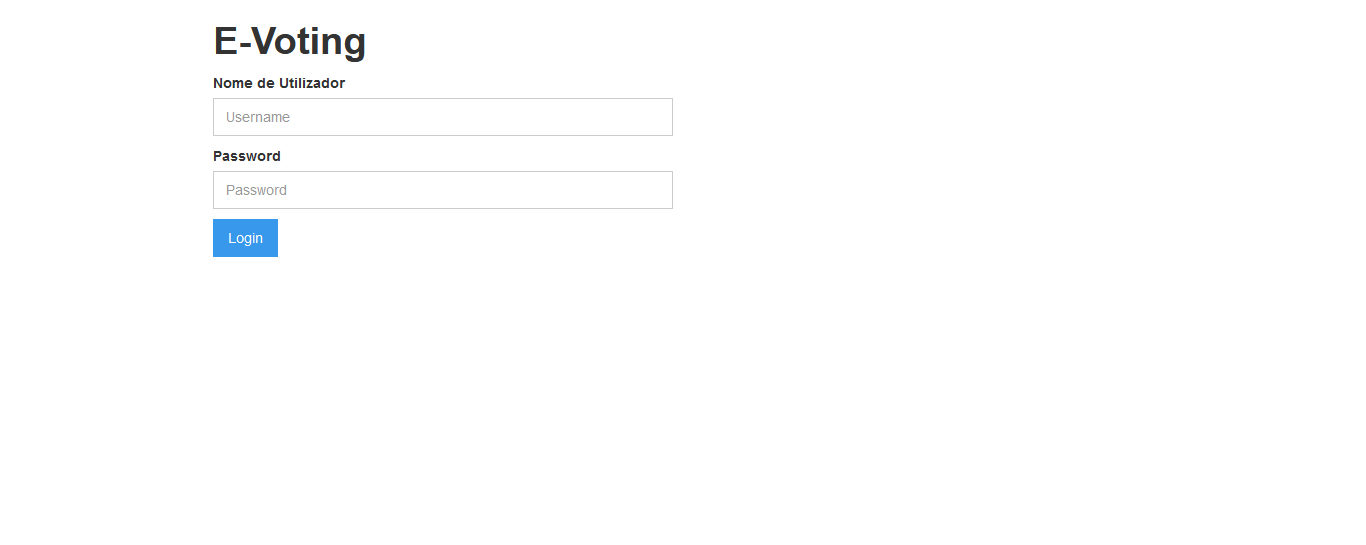 E-Voting
Nome de Utilizador
Username
Password
Password
Login